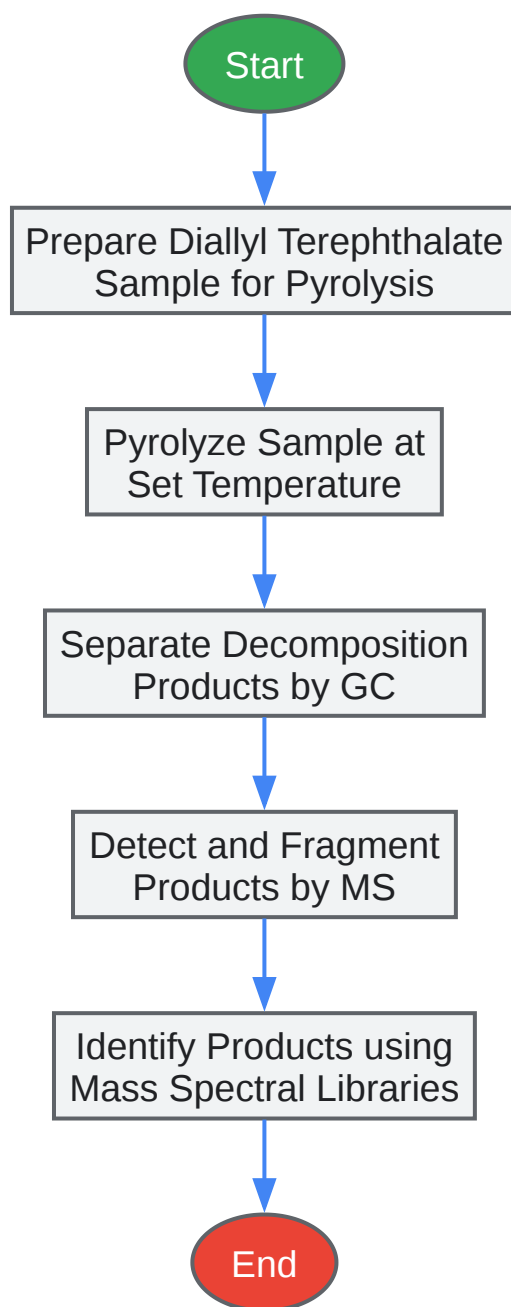 Start
Prepare Diallyl Terephthalate
Sample for Pyrolysis
Pyrolyze Sample at
Set Temperature
Separate Decomposition
Products by GC
Detect and Fragment
Products by MS
Identify Products using
Mass Spectral Libraries
End